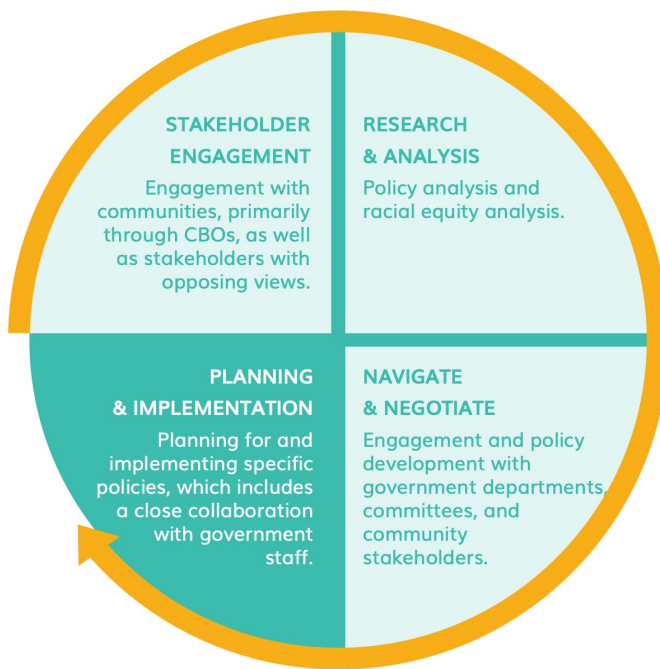 STAKEHOLDER
ENGAGEMENT
Engagement with
communities, primarily
through CBOs, as well
as stakeholders with
opposing views.
RESEARCH
& ANALYSIS
Policy analysis and
racial equity analysis.
PLANNING
& IMPLEMENTATION
Planning for and
implementing specific
policies, which includes
a close collaboration
with government
staff.
NAVIGATE
& NEGOTIATE
Engagement and policy
development with
government departments,
committees, and
community
stakeholders.